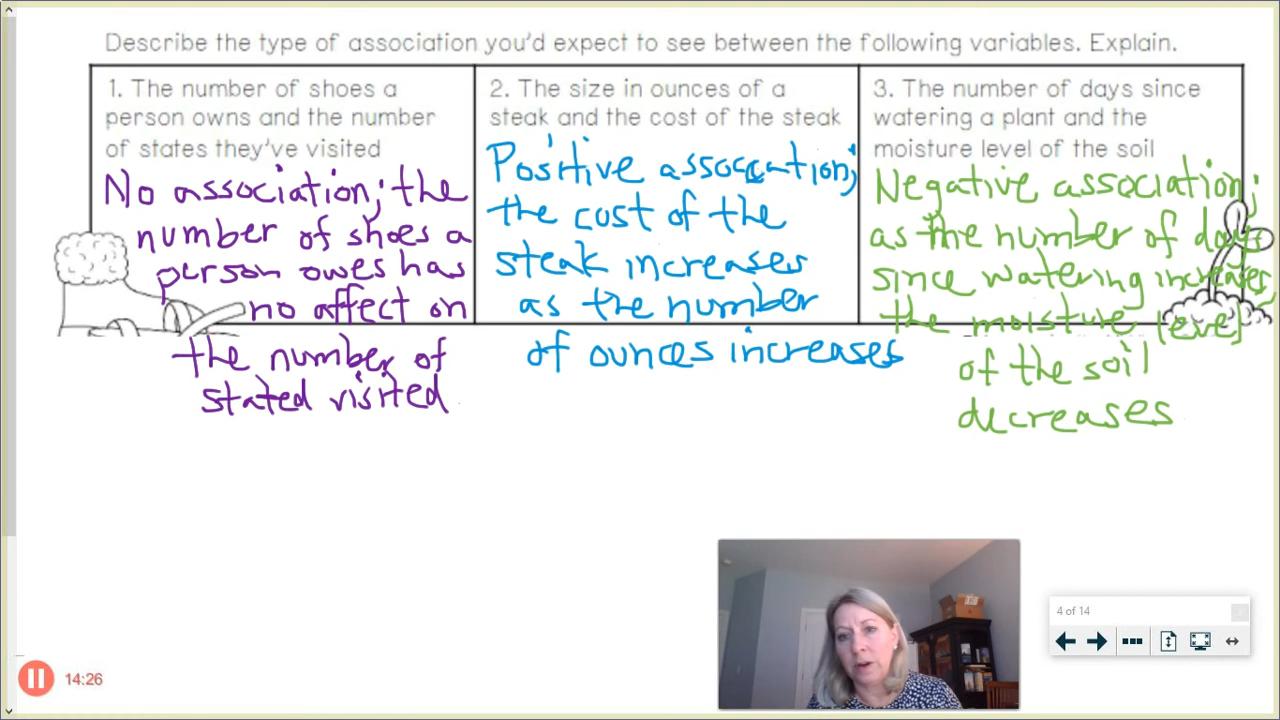 Describe the type of association you'd expect to see between the following variables. Explain.
1. The number of shoes a
person owns and the number
of states they've visited
No association; the
number of shoes a
person owes has
no affect on
the number of
stated visited
2. The size in ounces of a
steak and the cost of the steak
Positive association;
the cost of the
steak increases
as the number
of ounces increases
3. The number of days since
watering a plant and the
moisture level of the soil
Negative association;
as the number of days
since watering increases,
the moisture level
of the soil
decreases
4 of 14
14:26